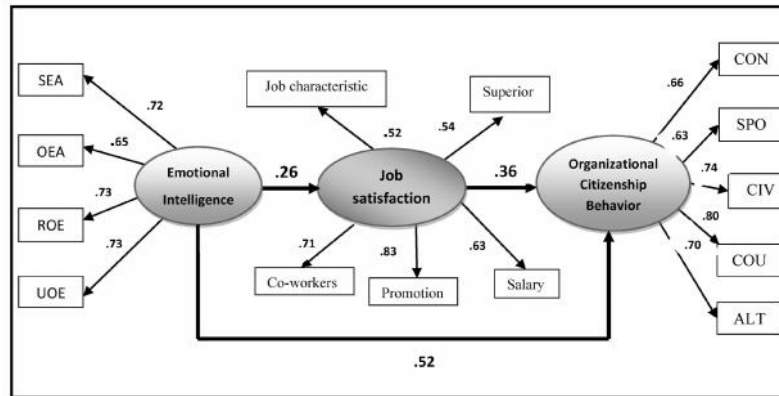 SEA
OEA
ROE
UOE
.72
.65
.73
.73
Emotional
Intelligence
.26
Job characteristic
Superior
.52
.54
Job
satisfaction
.71
.83
.63
Co-workers
Promotion
Salary
.36
Organizational
Citizenship
Behavior
.66
.63
.74
.80
.70
CON
SPO
CIV
COU
ALT
.52